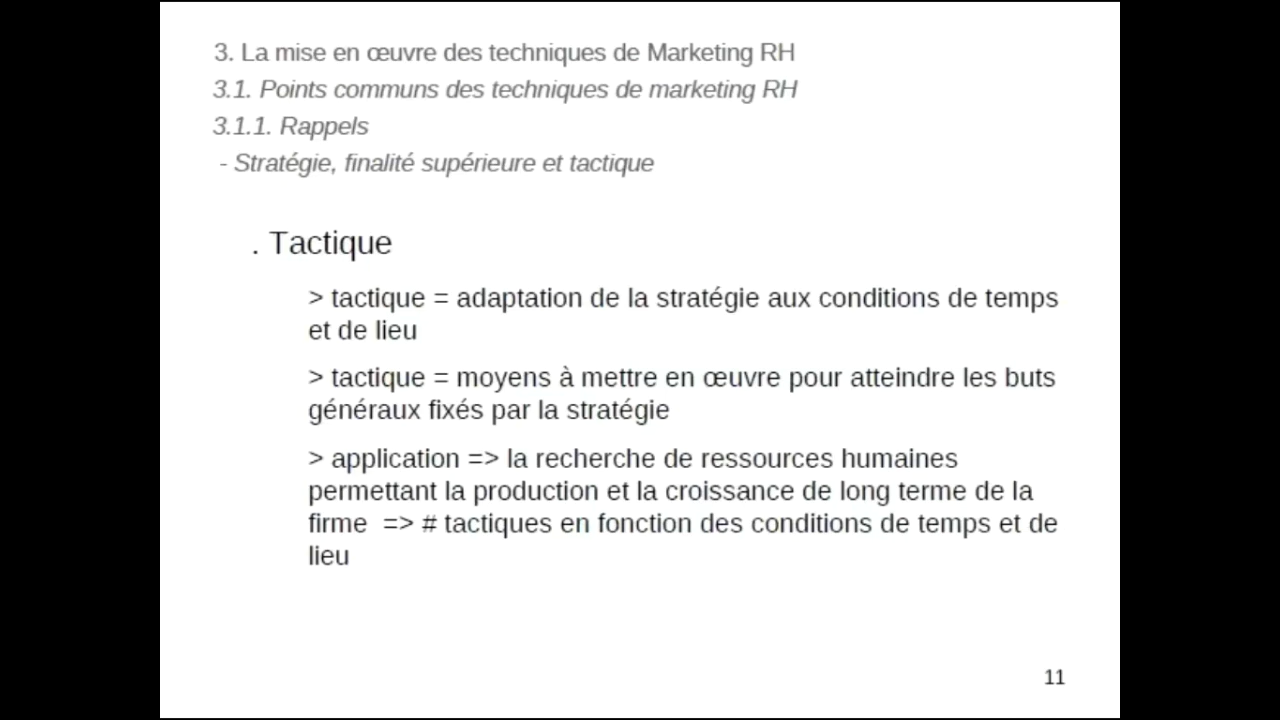 3. La mise en œuvre des techniques de Marketing RH
3.1. Points communs des techniques de marketing RH
3.1.1. Rappels
- Stratégie, finalité supérieure et tactique
. Tactique
> tactique = adaptation de la stratégie aux conditions de temps
et de lieu
> tactique = moyens à mettre en œuvre pour atteindre les buts
généraux fixés par la stratégie
> application => la recherche de ressources humaines
permettant la production et la croissance de long terme de la
firme => # tactiques en fonction des conditions de temps et de
lieu
11